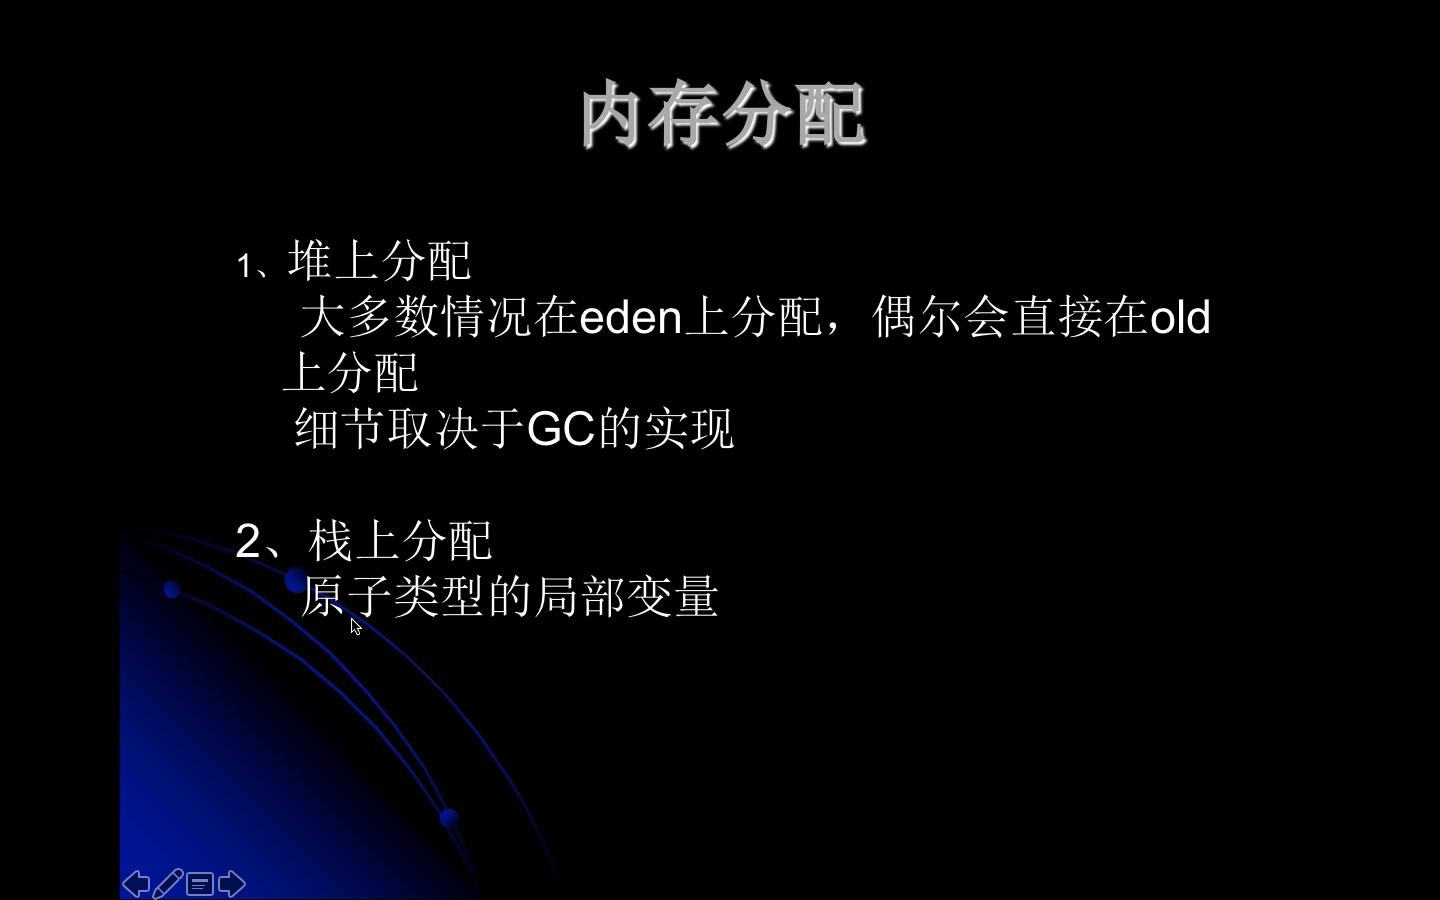 内存分配
1、堆上分配
大多数情况在eden上分配，偶尔会直接在old
上分配
细节取决于GC的实现
2、栈上分配
原子类型的局部变量